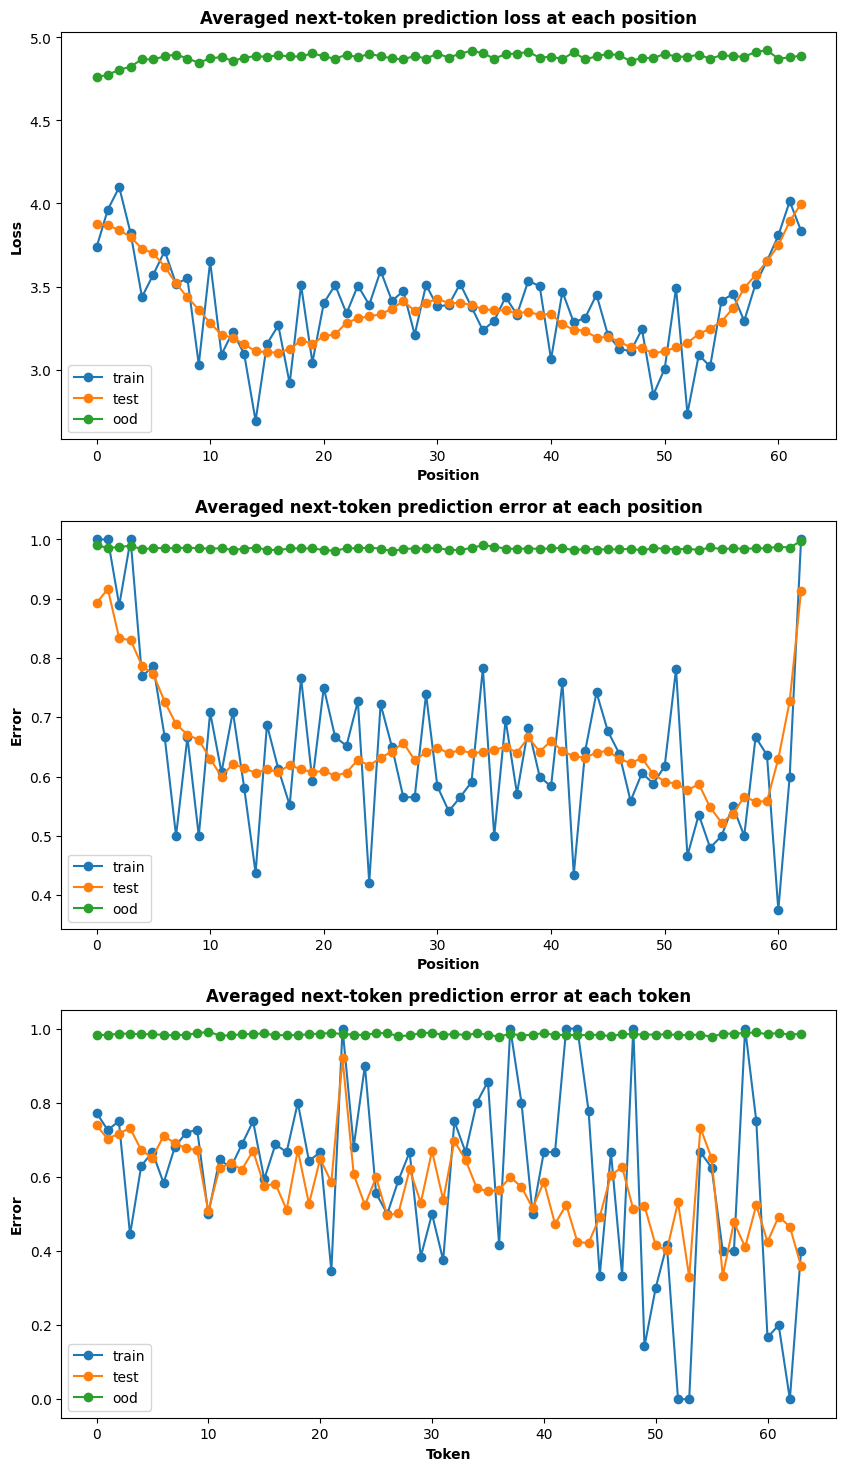 Averaged next-token prediction loss at each position
5.0
4.5
4.0
3.5
3.0
Loss
train
test
ood
0 10 20 30 40 50 60
Position
Averaged next-token prediction error at each position
1.0
0.9
0.8
0.7
0.6
0.5
0.4
Error
train
test
ood
0 10 20 30 40 50 60
Position
Averaged next-token prediction error at each token
1.0
0.8
0.6
0.4
0.2
0.0
Error
train
test
ood
0 10 20 30 40 50 60
Token